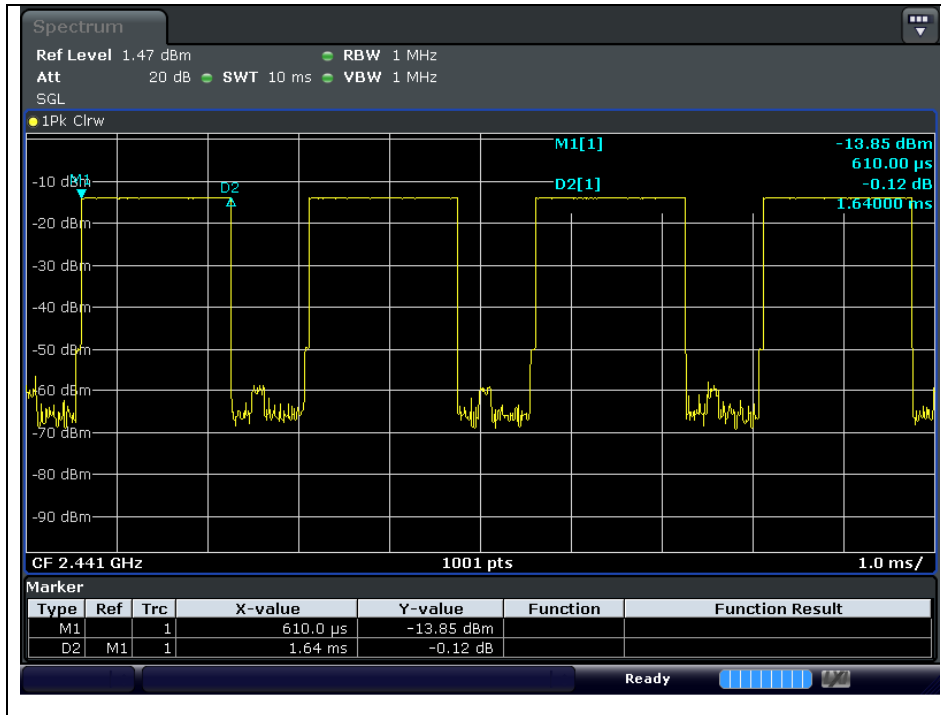 Spectrum
Ref Level 1.47 dBm RBW 1 MHz
Att 20 dB SWT 10 ms VBW 1 MHz
SGL
1Pk Clrw
M1[1] -13.85 dBm
610.00 µs
D2[1] -0.12 dB
1.64000 ms
M1
D2
-10 dBm
-20 dBm
-30 dBm
-40 dBm
-50 dBm
-60 dBm
-70 dBm
-80 dBm
-90 dBm
CF 2.441 GHz 1001 pts 1.0 ms/
Marker
Type Ref Trc X-value Y-value Function Function Result
M1 1 610.0 µs -13.85 dBm
D2 M1 1 1.64 ms -0.12 dB
Ready